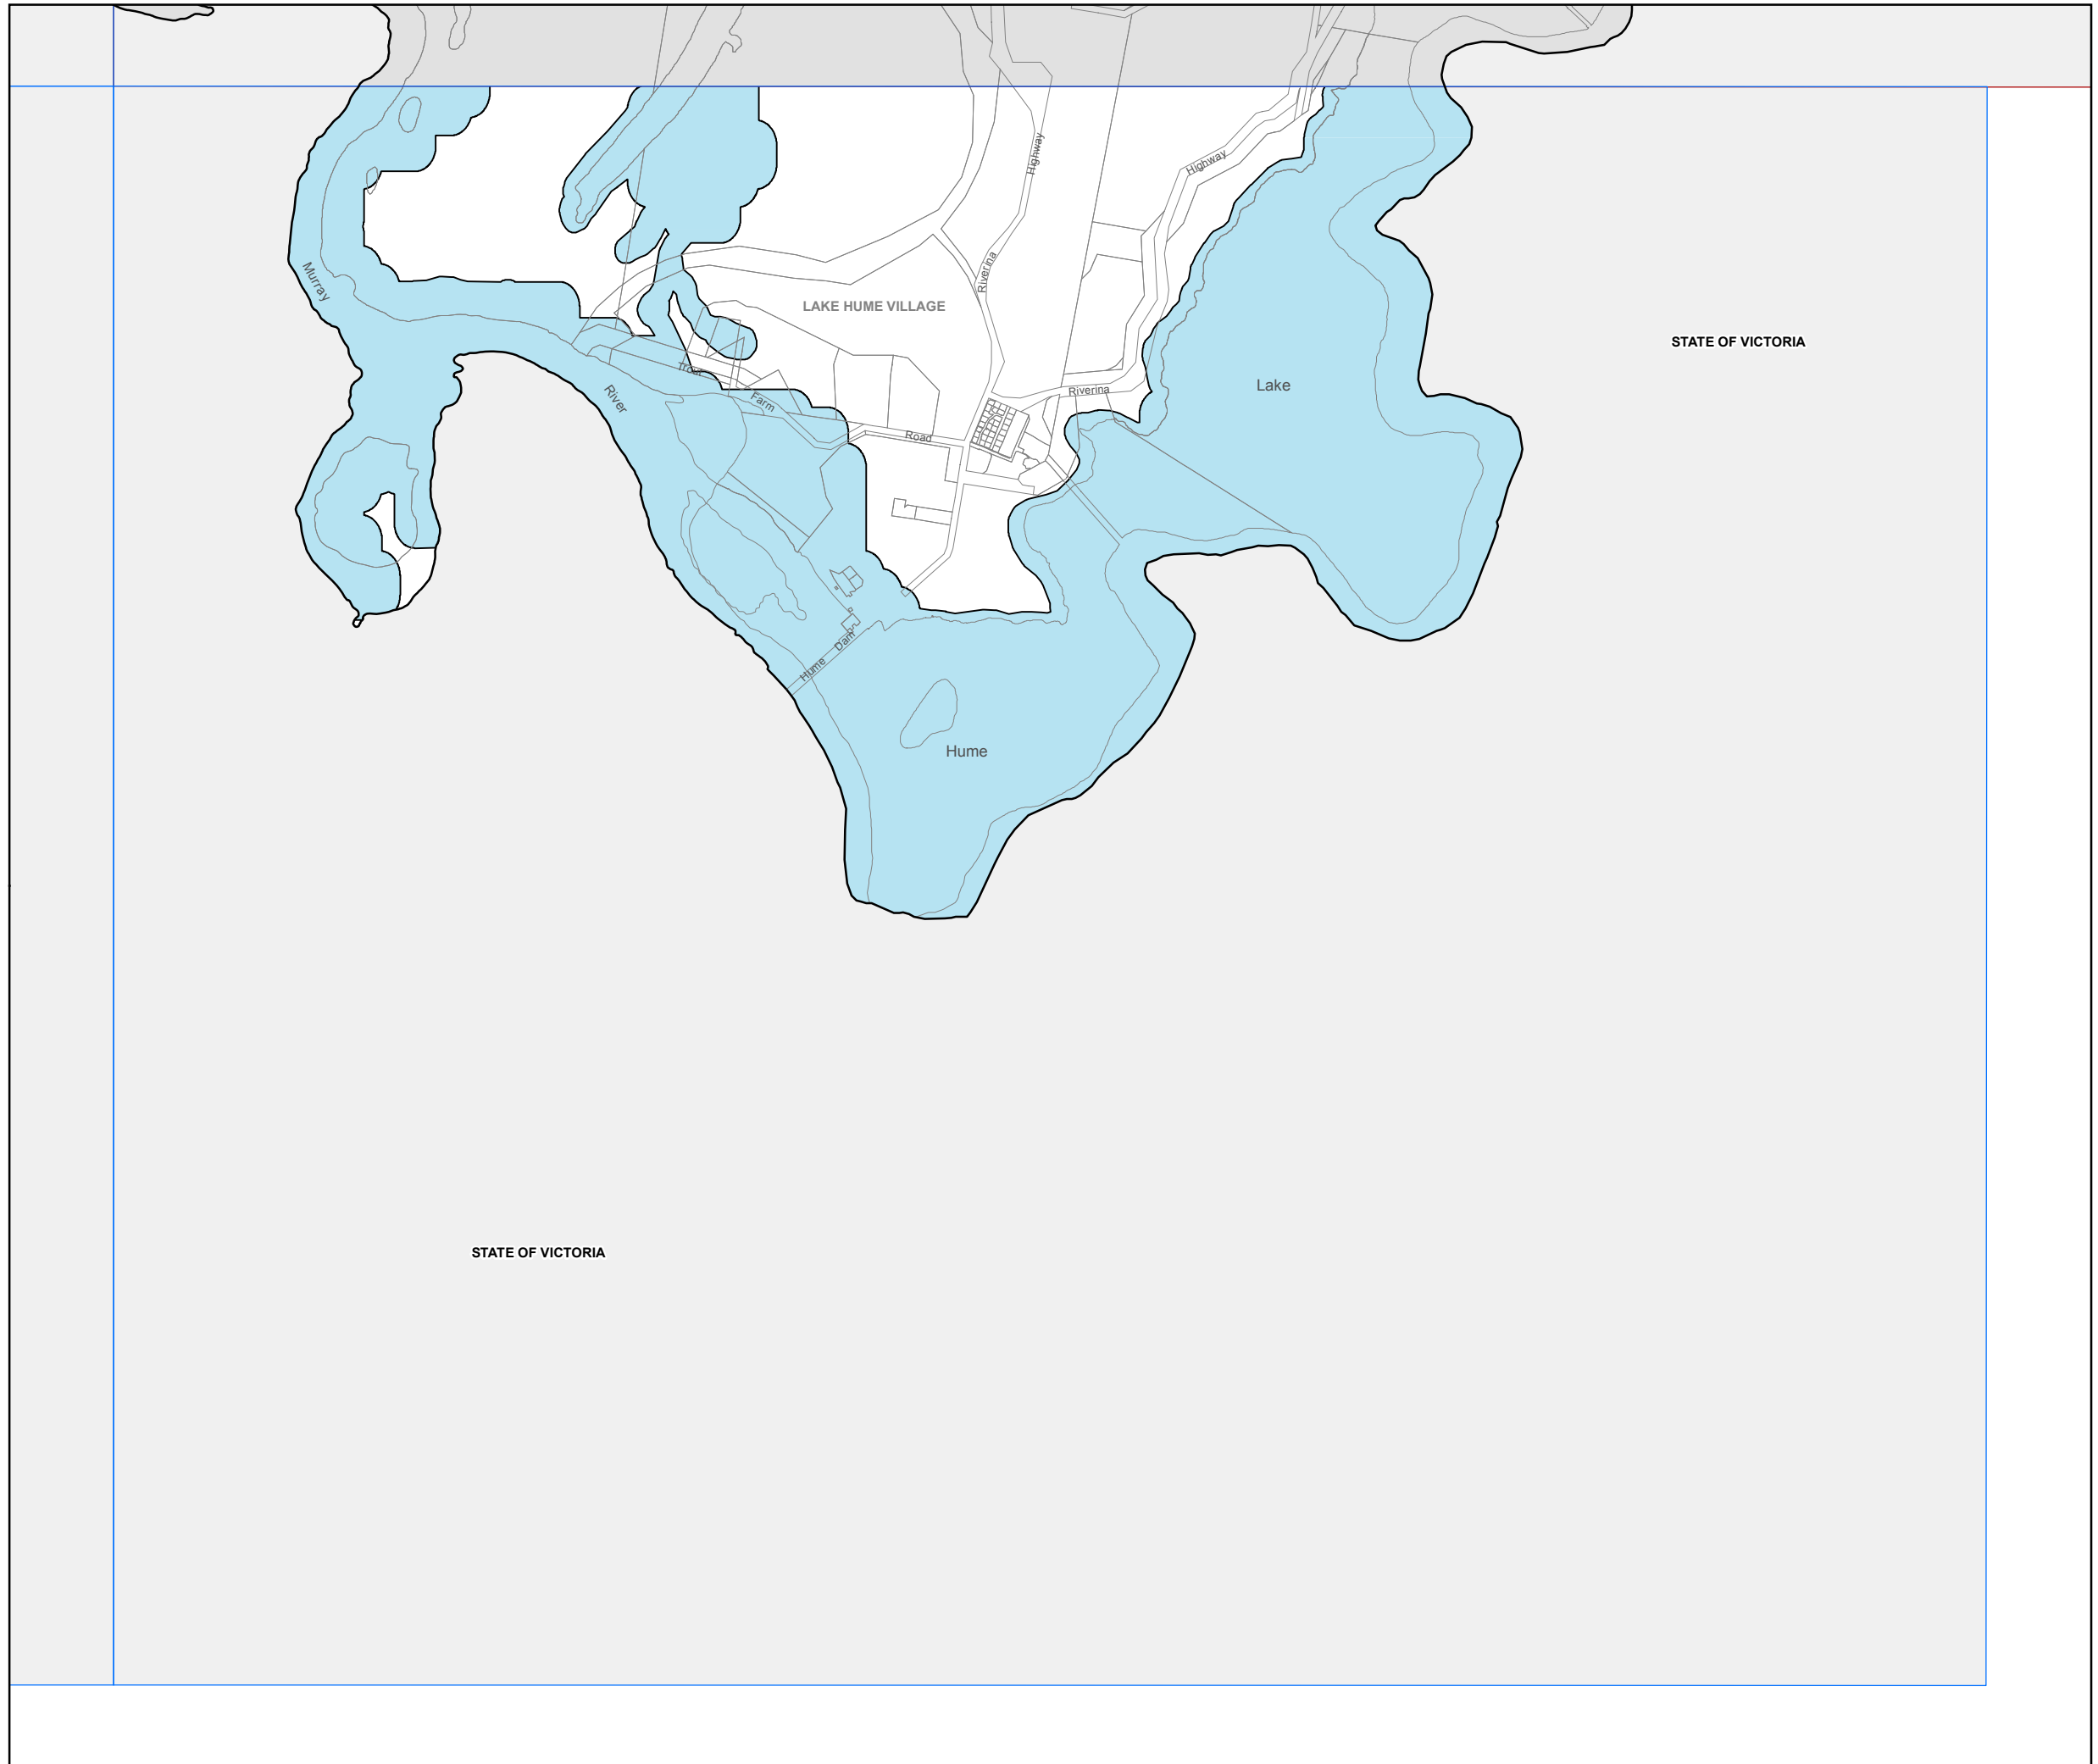 Highway
Highway
Murray
Riverina
LAKE HUME VILLAGE
STATE OF VICTORIA
Trout
Lake
Riverina
River
Farm
Road
Hume Dam
Hume
STATE OF VICTORIA